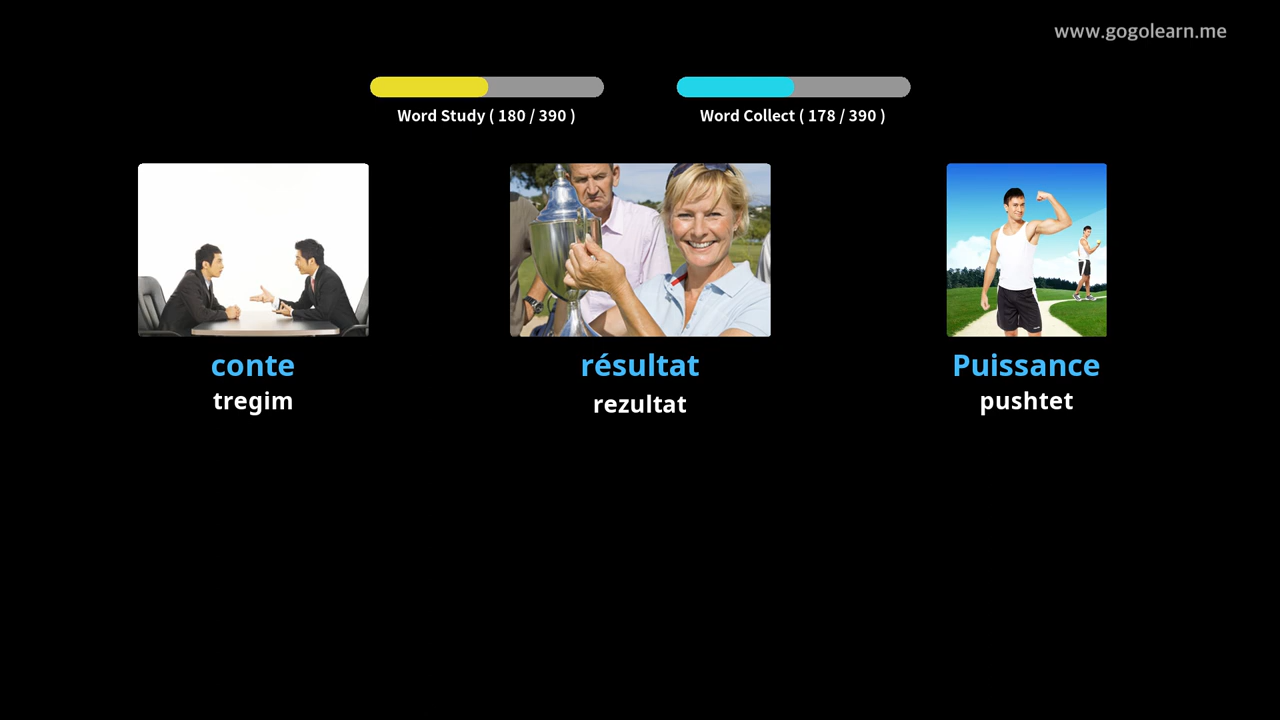 www.gogolearn.me
Word Study ( 180 / 390 )
Word Collect ( 178 / 390 )
conte
tregim
résultat
rezultat
Puissance
pushtet